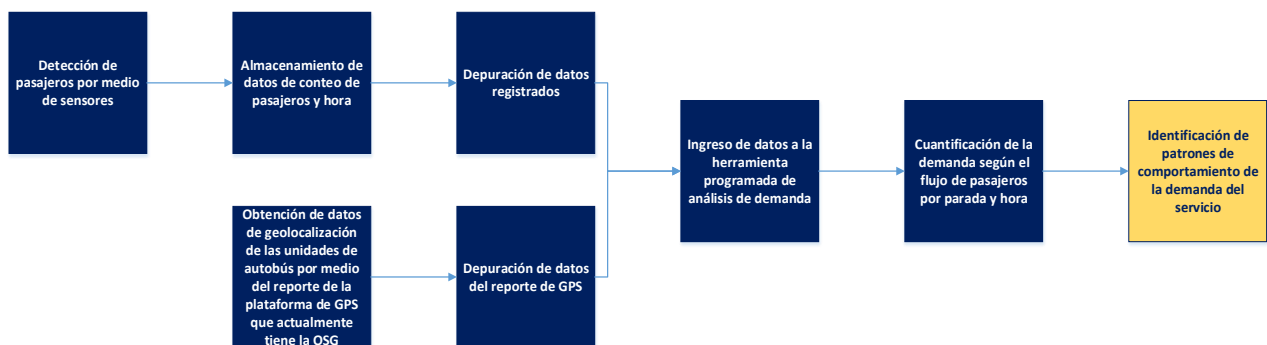 Detección de
pasajeros por medio
de sensores
Almacenamiento de
datos de conteo de
pasajeros y hora
Depuración de datos
registrados
Obtención de datos
de geolocalización
de las unidades de
autobús por medio
del reporte de la
plataforma de GPS
que actualmente
tiene la OSG
Depuración de datos
del reporte de GPS
Ingreso de datos a la
herramienta
programada de
análisis de demanda
Cuantificación de la
demanda según el
flujo de pasajeros
por parada y hora
Identificación de
patrones de
comportamiento de
la demanda del
servicio